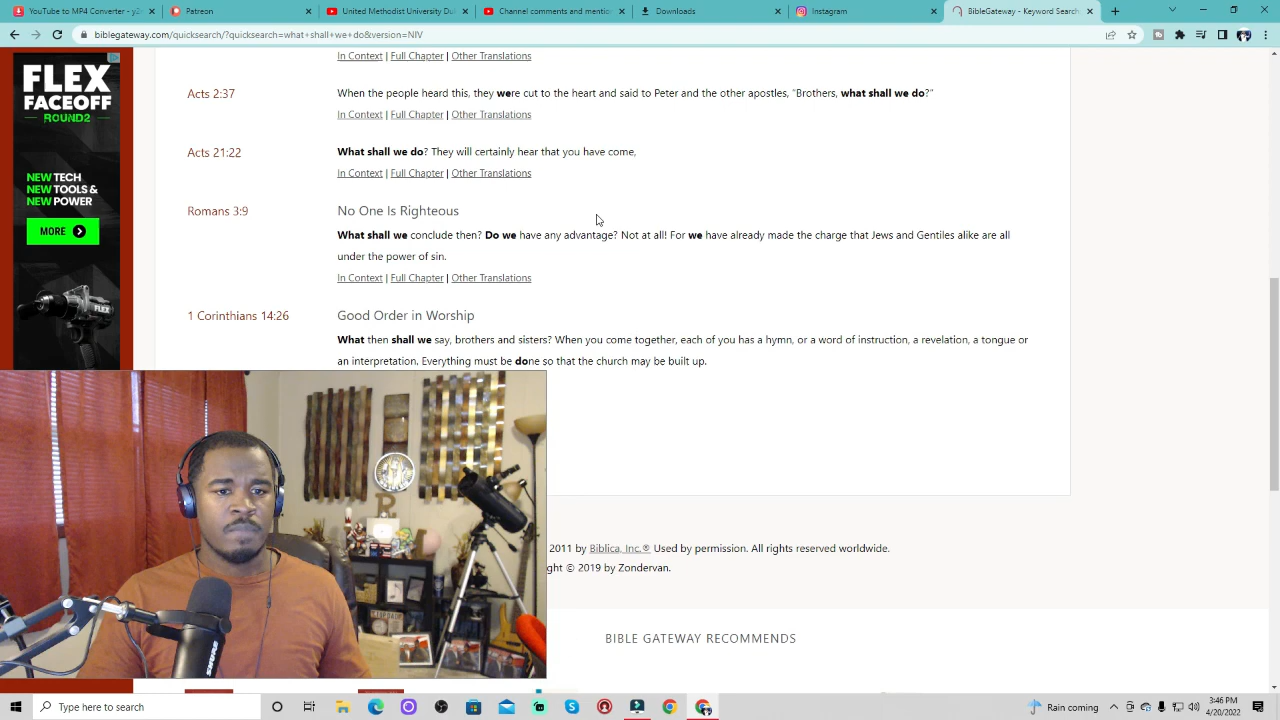 YouTube to MP4 Converter - y2
United Methodist Duke
Channel comments and mentio
Downloads
Instagram
BibleGateway - Keyword Search:
biblegateway.com/quicksearch/?quicksearch=what+shall+we+do&version=NIV
FLEX
FACEOFF
ROUND2
NEW TECH
NEW TOOLS &
NEW POWER
MORE
FLEX
In Context | Full Chapter | Other Translations
Acts 2:37
When the people heard this, they were cut to the heart and said to Peter and the other apostles, “Brothers, what shall we do?”
In Context | Full Chapter | Other Translations
Acts 21:22
What shall we do? They will certainly hear that you have come,
In Context | Full Chapter | Other Translations
Romans 3:9
No One Is Righteous
What shall we conclude then? Do we have any advantage? Not at all! For we have already made the charge that Jews and Gentiles alike are all
under the power of sin.
In Context | Full Chapter | Other Translations
1 Corinthians 14:26
Good Order in Worship
What then shall we say, brothers and sisters? When you come together, each of you has a hymn, or a word of instruction, a revelation, a tongue or
an interpretation. Everything must be done so that the church may be built up.
2011 by Biblica, Inc.® Used by permission. All rights reserved worldwide.
ght © 2019 by Zondervan.
BIBLE GATEWAY RECOMMENDS
R
SHURE
Type here to search
Rain coming
3:46 PM
4/20/2022